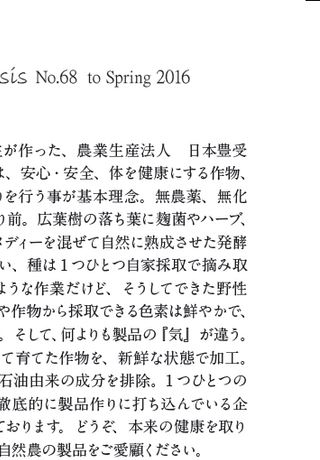 sis No.68 to Spring 2016
が作った、農業生産法人 日本豊受
は、安心・安全、体を健康にする作物、
りを行う事が基本理念。無農薬、無化
り前。広葉樹の落ち葉に麹菌やハーブ、
メディーを混ぜて自然に熟成させた発酵
い、種は1つひとつ自家採取で摘み取
ような作業だけど、そうしてできた野性
や作物から採取できる色素は鮮やかで、
。そして、何よりも製品の『気』が違う。
て育てた作物を、新鮮な状態で加工。
石油由来の成分を排除。1つひとつの
徹底的に製品作りに打ち込んでいる企
ております。どうぞ、本来の健康を取り
自然農の製品をご愛顧ください。